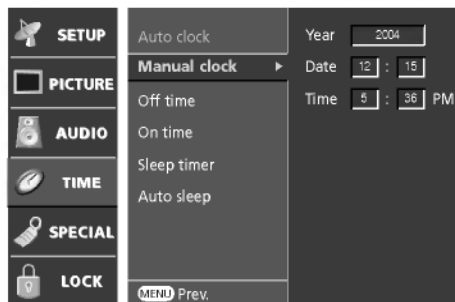 SETUP
PICTURE
AUDIO
TIME
SPECIAL
LOCK
Auto clock
Manual clock ▶
Off time
On time
Sleep timer
Auto sleep
MENU Prev.
Year 2004
Date 12 : 15
Time 5 : 36 PM